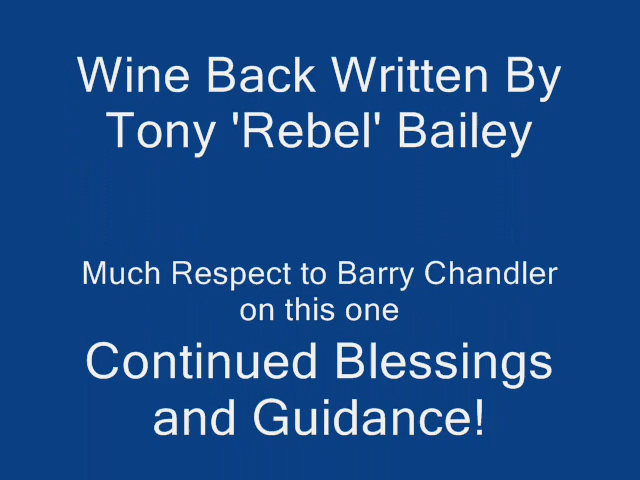 Wine Back Written By
Tony 'Rebel' Bailey
Much Respect to Barry Chandler
on this one
Continued Blessings
and Guidance!